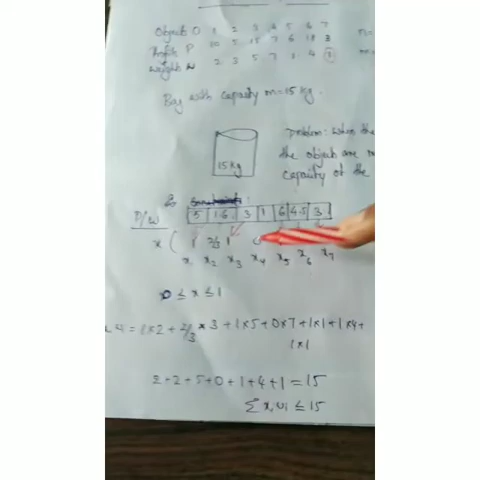 Objects O 1 2 3 4 5 6 7
Profits P 10 5 15 7 6 18 3
Weights w 2 3 5 7 1 4 1
Bag with capacity m=15 kg.
15 kg
Problem: when the
the objects are
capacity of the
P/w 5 1.6 3 1 6 4.5 3
x ( 1 2/3 1 0
x x₂ x₃ x₄ x₅ x₆ x₇
0 ≤ x ≤ 1
= 1×2 + 2/3 × 3 + 1×5 + 0×7 + 1×1 + 1×4 +
1×1
2+2+5+0+1+4+1 = 15
≤ 15